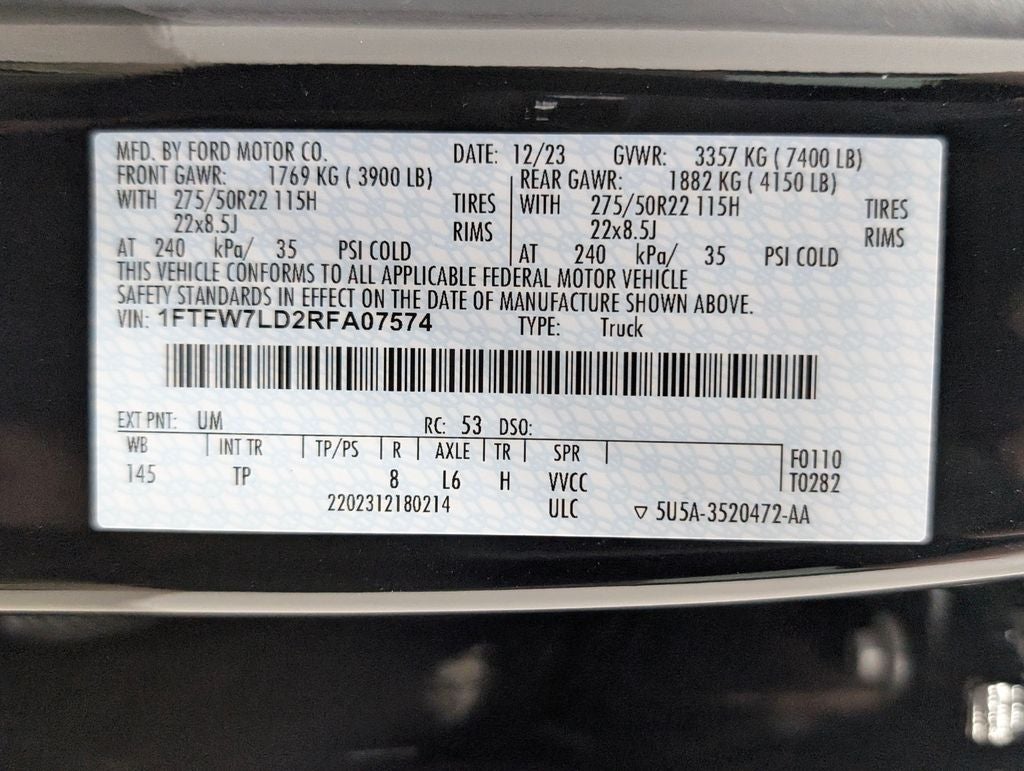 MFD. BY FORD MOTOR CO. DATE: 12/23 GVWR: 3357 KG ( 7400 LB)
FRONT GAWR: 1769 KG ( 3900 LB) REAR GAWR: 1882 KG ( 4150 LB)
WITH 275/50R22 115H TIRES WITH 275/50R22 115H TIRES
22x8.5J RIMS 22x8.5J RIMS
AT 240 kPa/ 35 PSI COLD AT 240 kPa/ 35 PSI COLD
THIS VEHICLE CONFORMS TO ALL APPLICABLE FEDERAL MOTOR VEHICLE
SAFETY STANDARDS IN EFFECT ON THE DATE OF MANUFACTURE SHOWN ABOVE.
VIN: 1FTFW7LD2RFA07574 TYPE: Truck
EXT PNT: UM RC: 53 DSO:
WB INT TR TP/PS R AXLE TR SPR F0110
145 TP 8 L6 H VVCC T0282
2202312180214 ULC ▽ 5U5A-3520472-AA